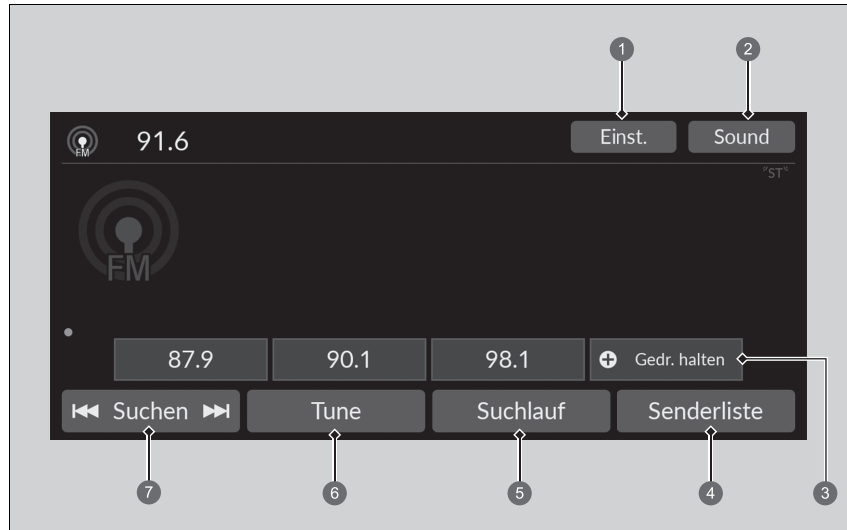 1 2
FM 91.6 Einst. Sound
"ST"
FM
87.9 90.1 98.1 Gedr. halten
Suchen Tune Suchlauf Senderliste
7 6 5 4 3